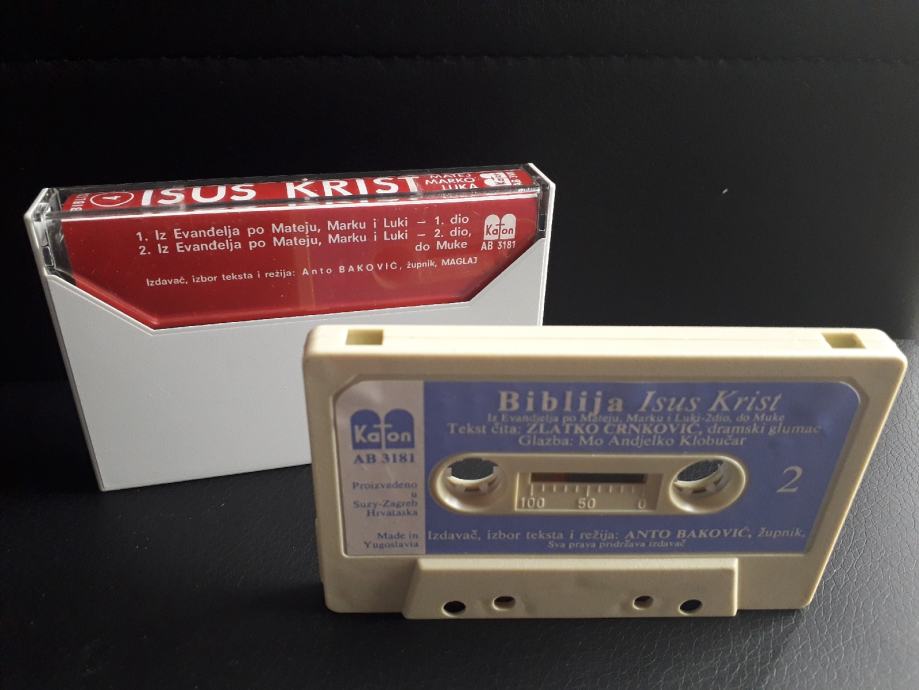 BIBLIJA 4 ISUS KRIST MATEJ
MARKO
LUKA
1. Iz Evanđelja po Mateju, Marku i Luki – 1. dio
2. Iz Evanđelja po Mateju, Marku i Luki – 2. dio,
do Muke
Katon
AB 3181
Izdavač, izbor teksta i režija: Anto BAKOVIĆ, župnik, MAGLAJ
Biblija Isus Krist
Iz Evandjelja po Mateju, Marku i Luki-2dio, do Muke
Tekst čita: ZLATKO CRNKOVIĆ, dramski glumac
Glazba: Mo Andjelko Klobučar
Katon
AB 3181
Proizvedeno
u
Suzy-Zagreb
Hrvataska
Made in
Yugoslavia
100 50 0
2
Izdavač, izbor teksta i režija: ANTO BAKOVIĆ, župnik,
Sva prava pridržava izdavač